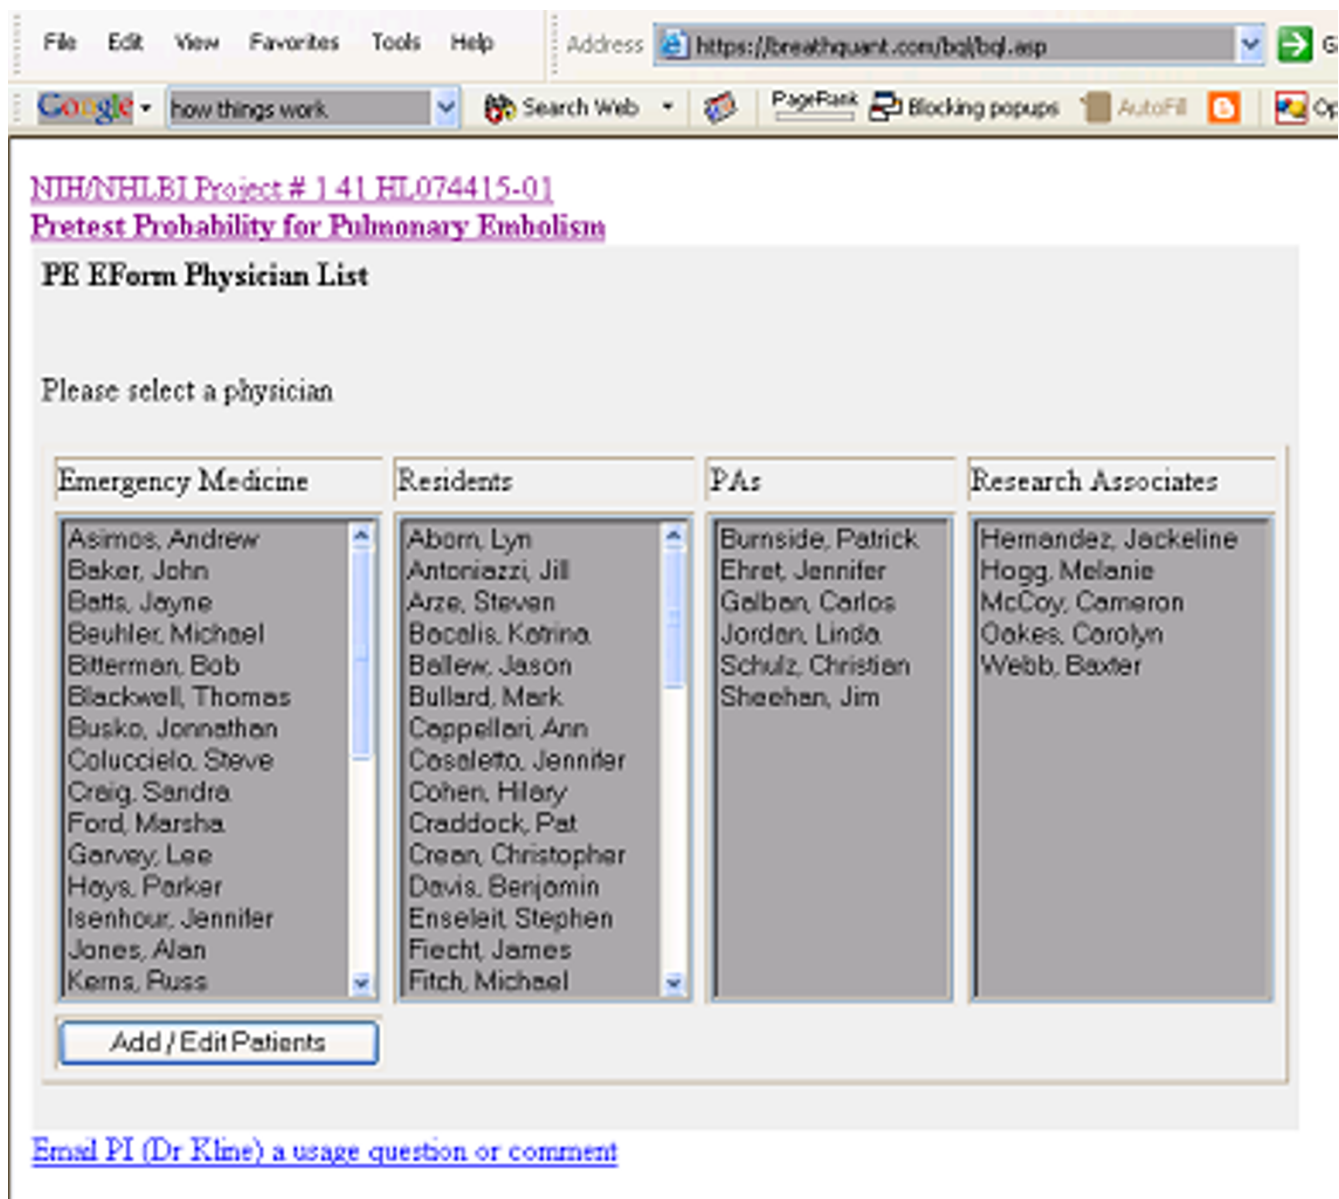 File Edit View Favorites Tools Help Address https://breathquant.com/bql/bql.asp
Google how things work Search Web PageRank Blocking popups AutoFill
NIH/NHLBI Project # 1 41 HL074415-01
Pretest Probability for Pulmonary Embolism
PE EForm Physician List
Please select a physician
Emergency Medicine Residents PAs Research Associates
Asimos, Andrew Aborn, Lyn Burnside, Patrick Hernandez, Jackeline
Baker, John Antoniazzi, Jill Ehret, Jennifer Hogg, Melanie
Batts, Jayne Arze, Steven Galban, Carlos McCoy, Cameron
Beuhler, Michael Bacalis, Katrina Jordan, Linda Oakes, Carolyn
Bitterman, Bob Ballew, Jason Schulz, Christian Webb, Baxter
Blackwell, Thomas Bullard, Mark Sheehan, Jim
Busko, Jonnathan Cappellari, Ann
Coluccielo, Steve Casaletto, Jennifer
Craig, Sandra Cohen, Hilary
Ford, Marsha Craddock, Pat
Garvey, Lee Crean, Christopher
Hays, Parker Davis, Benjamin
Isenhour, Jennifer Enseleit, Stephen
Jones, Alan Fiecht, James
Kerns, Russ Fitch, Michael
Add / Edit Patients
Email PI (Dr Kline) a usage question or comment